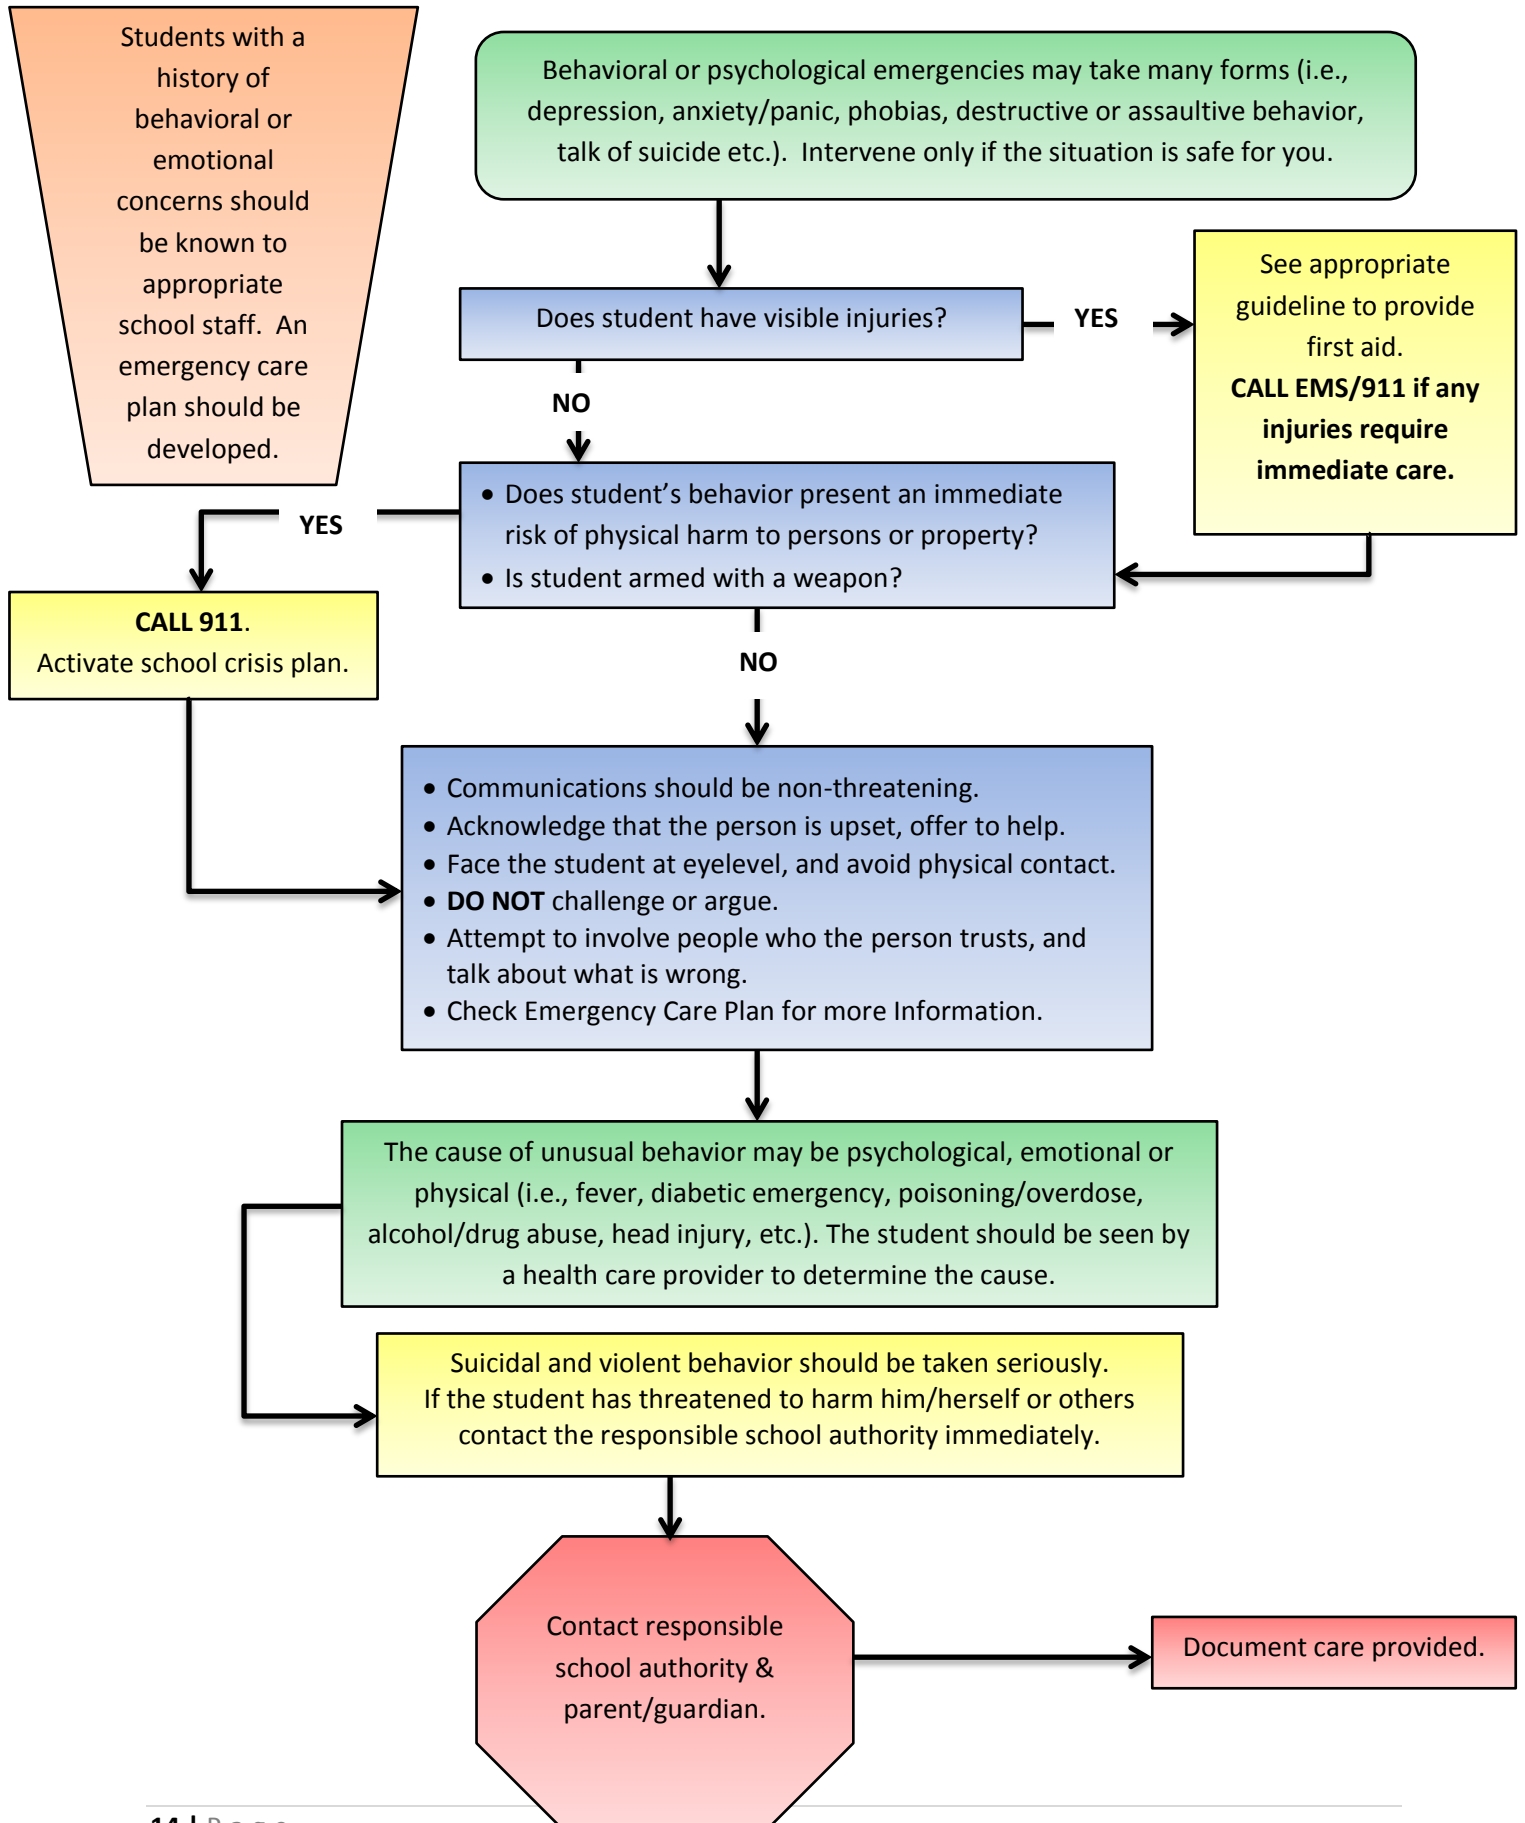 Students with a
history of
behavioral or
emotional
concerns should
be known to
appropriate
school staff.  An
emergency care
plan should be
developed.
Behavioral or psychological emergencies may take many forms (i.e.,
depression, anxiety/panic, phobias, destructive or assaultive behavior,
talk of suicide etc.).  Intervene only if the situation is safe for you.
Does student have visible injuries?
YES
See appropriate
guideline to provide
first aid.
CALL EMS/911 if any
injuries require
immediate care.
NO
• Does student’s behavior present an immediate
risk of physical harm to persons or property?
• Is student armed with a weapon?
YES
CALL 911.
Activate school crisis plan.
NO
• Communications should be non-threatening.
• Acknowledge that the person is upset, offer to help.
• Face the student at eyelevel, and avoid physical contact.
• DO NOT challenge or argue.
• Attempt to involve people who the person trusts, and
talk about what is wrong.
• Check Emergency Care Plan for more Information.
The cause of unusual behavior may be psychological, emotional or
physical (i.e., fever, diabetic emergency, poisoning/overdose,
alcohol/drug abuse, head injury, etc.). The student should be seen by
a health care provider to determine the cause.
Suicidal and violent behavior should be taken seriously.
If the student has threatened to harm him/herself or others
contact the responsible school authority immediately.
Contact responsible
school authority &
parent/guardian.
Document care provided.
14 | P a g e